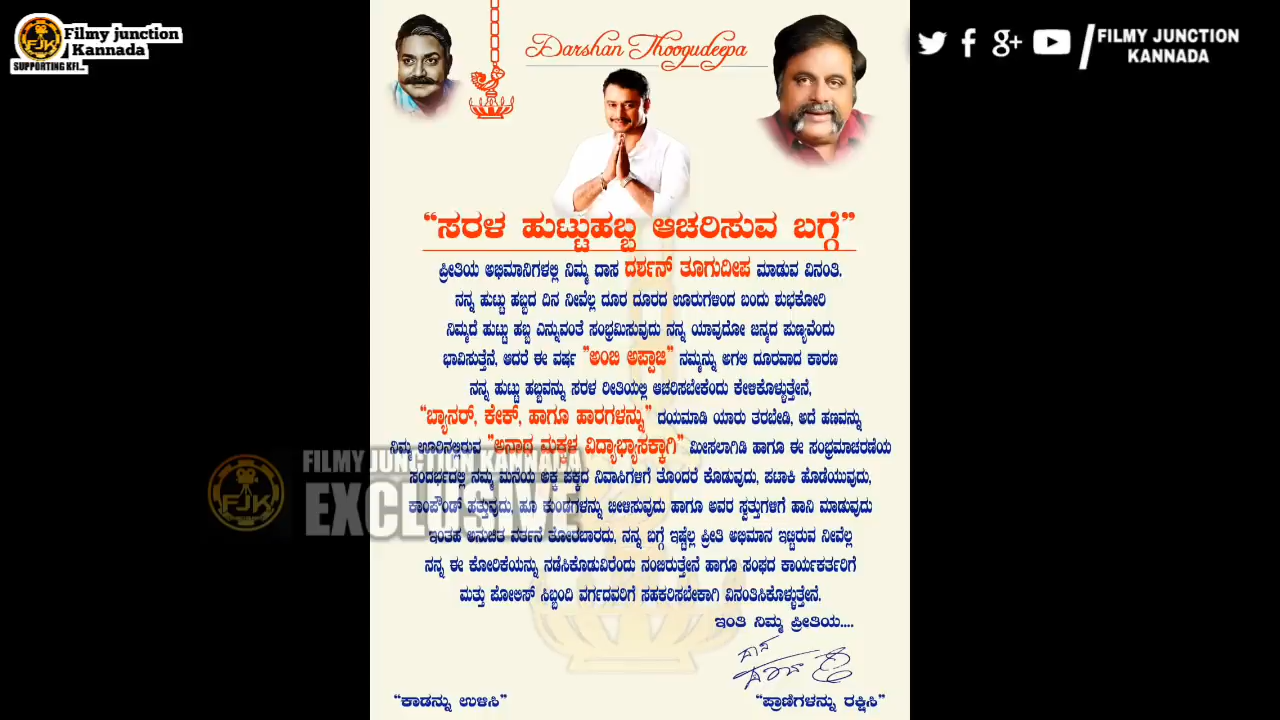 Filmy junction
Kannada
SUPPORTING KFI...
FJK
Darshan Thoogudeepa
FILMY JUNCTION
KANNADA
“ಸರಳ ಹುಟ್ಟುಹಬ್ಬ ಆಚರಿಸುವ ಬಗ್ಗೆ”
ಪ್ರೀತಿಯ ಅಭಿಮಾನಿಗಳಲ್ಲಿ ನಿಮ್ಮ ದಾಸ ದರ್ಶನ್ ತೂಗುದೀಪ ಮಾಡುವ ವಿನಂತಿ.
ನನ್ನ ಹುಟ್ಟು ಹಬ್ಬದ ದಿನ ನೀವೆಲ್ಲ ದೂರ ದೂರದ ಊರುಗಳಿಂದ ಬಂದು ಶುಭಕೋರಿ
ನಿಮ್ಮದೆ ಹುಟ್ಟು ಹಬ್ಬ ಎನ್ನುವಂತೆ ಸಂಭ್ರಮಿಸುವುದು ನನ್ನ ಯಾವುದೋ ಜನ್ಮದ ಪುಣ್ಯವೆಂದು
ಭಾವಿಸುತ್ತೆನೆ, ಆದರೆ ಈ ವರ್ಷ ”ಅಂಬಿ ಅಪ್ಪಾಜಿ” ನಮ್ಮನ್ನು ಅಗಲಿ ದೂರವಾದ ಕಾರಣ
ನನ್ನ ಹುಟ್ಟು ಹಬ್ಬವನ್ನು ಸರಳ ರೀತಿಯಲ್ಲಿ ಆಚರಿಸಬೇಕೆಂದು ಕೇಳಿಕೊಳ್ಳುತ್ತೇನೆ,
“ಬ್ಯಾನರ್, ಕೇಕ್, ಹಾಗೂ ಹಾರಗಳನ್ನು” ದಯಮಾಡಿ ಯಾರು ತರಬೇಡಿ, ಅದೆ ಹಣವನ್ನು
ನಿಮ್ಮ ಊರಿನಲ್ಲಿರುವ ”ಅನಾಥ ಮಕ್ಕಳ ವಿದ್ಯಾಭ್ಯಾಸಕ್ಕಾಗಿ” ಮೀಸಲಾಗಿಡಿ ಹಾಗೂ ಈ ಸಂಭ್ರಮಾಚರಣೆಯ
ಸಂದರ್ಭದಲ್ಲಿ ನಮ್ಮ ಮನೆಯ ಅಕ್ಕ ಪಕ್ಕದ ನಿವಾಸಿಗಳಿಗೆ ತೊಂದರೆ ಕೊಡುವುದು, ಪಟಾಕಿ ಹೊಡೆಯುವುದು,
ಕಾಂಪೌಂಡ್ ಹತ್ತುವುದು, ಹೂ ಕುಂಡಗಳನ್ನು ಬೀಳಿಸುವುದು ಹಾಗೂ ಅವರ ಸ್ವತ್ತುಗಳಿಗೆ ಹಾನಿ ಮಾಡುವುದು
ಇಂತಹ ಅನುಚಿತ ವರ್ತನೆ ತೋರಬಾರದು, ನನ್ನ ಬಗ್ಗೆ ಇಷ್ಟೆಲ್ಲ ಪ್ರೀತಿ ಅಭಿಮಾನ ಇಟ್ಟಿರುವ ನೀವೆಲ್ಲ
ನನ್ನ ಈ ಕೋರಿಕೆಯನ್ನು ನಡೆಸಿಕೊಡುವಿರೆಂದು ನಂಬಿರುತ್ತೇನೆ ಹಾಗೂ ಸಂಘದ ಕಾರ್ಯಕರ್ತರಿಗೆ
ಮತ್ತು ಪೋಲಿಸ್ ಸಿಬ್ಬಂದಿ ವರ್ಗದವರಿಗೆ ಸಹಕರಿಸಬೇಕಾಗಿ ವಿನಂತಿಸಿಕೊಳ್ಳುತ್ತೇನೆ.
FILMY JUNCTION KANNADA
EXCLUSIVE
FJK
ಇಂತಿ ನಿಮ್ಮ ಪ್ರೀತಿಯ....
ದಾಸ
“ಕಾಡನ್ನು ಉಳಿಸಿ”
“ಪ್ರಾಣಿಗಳನ್ನು ರಕ್ಷಿಸಿ”